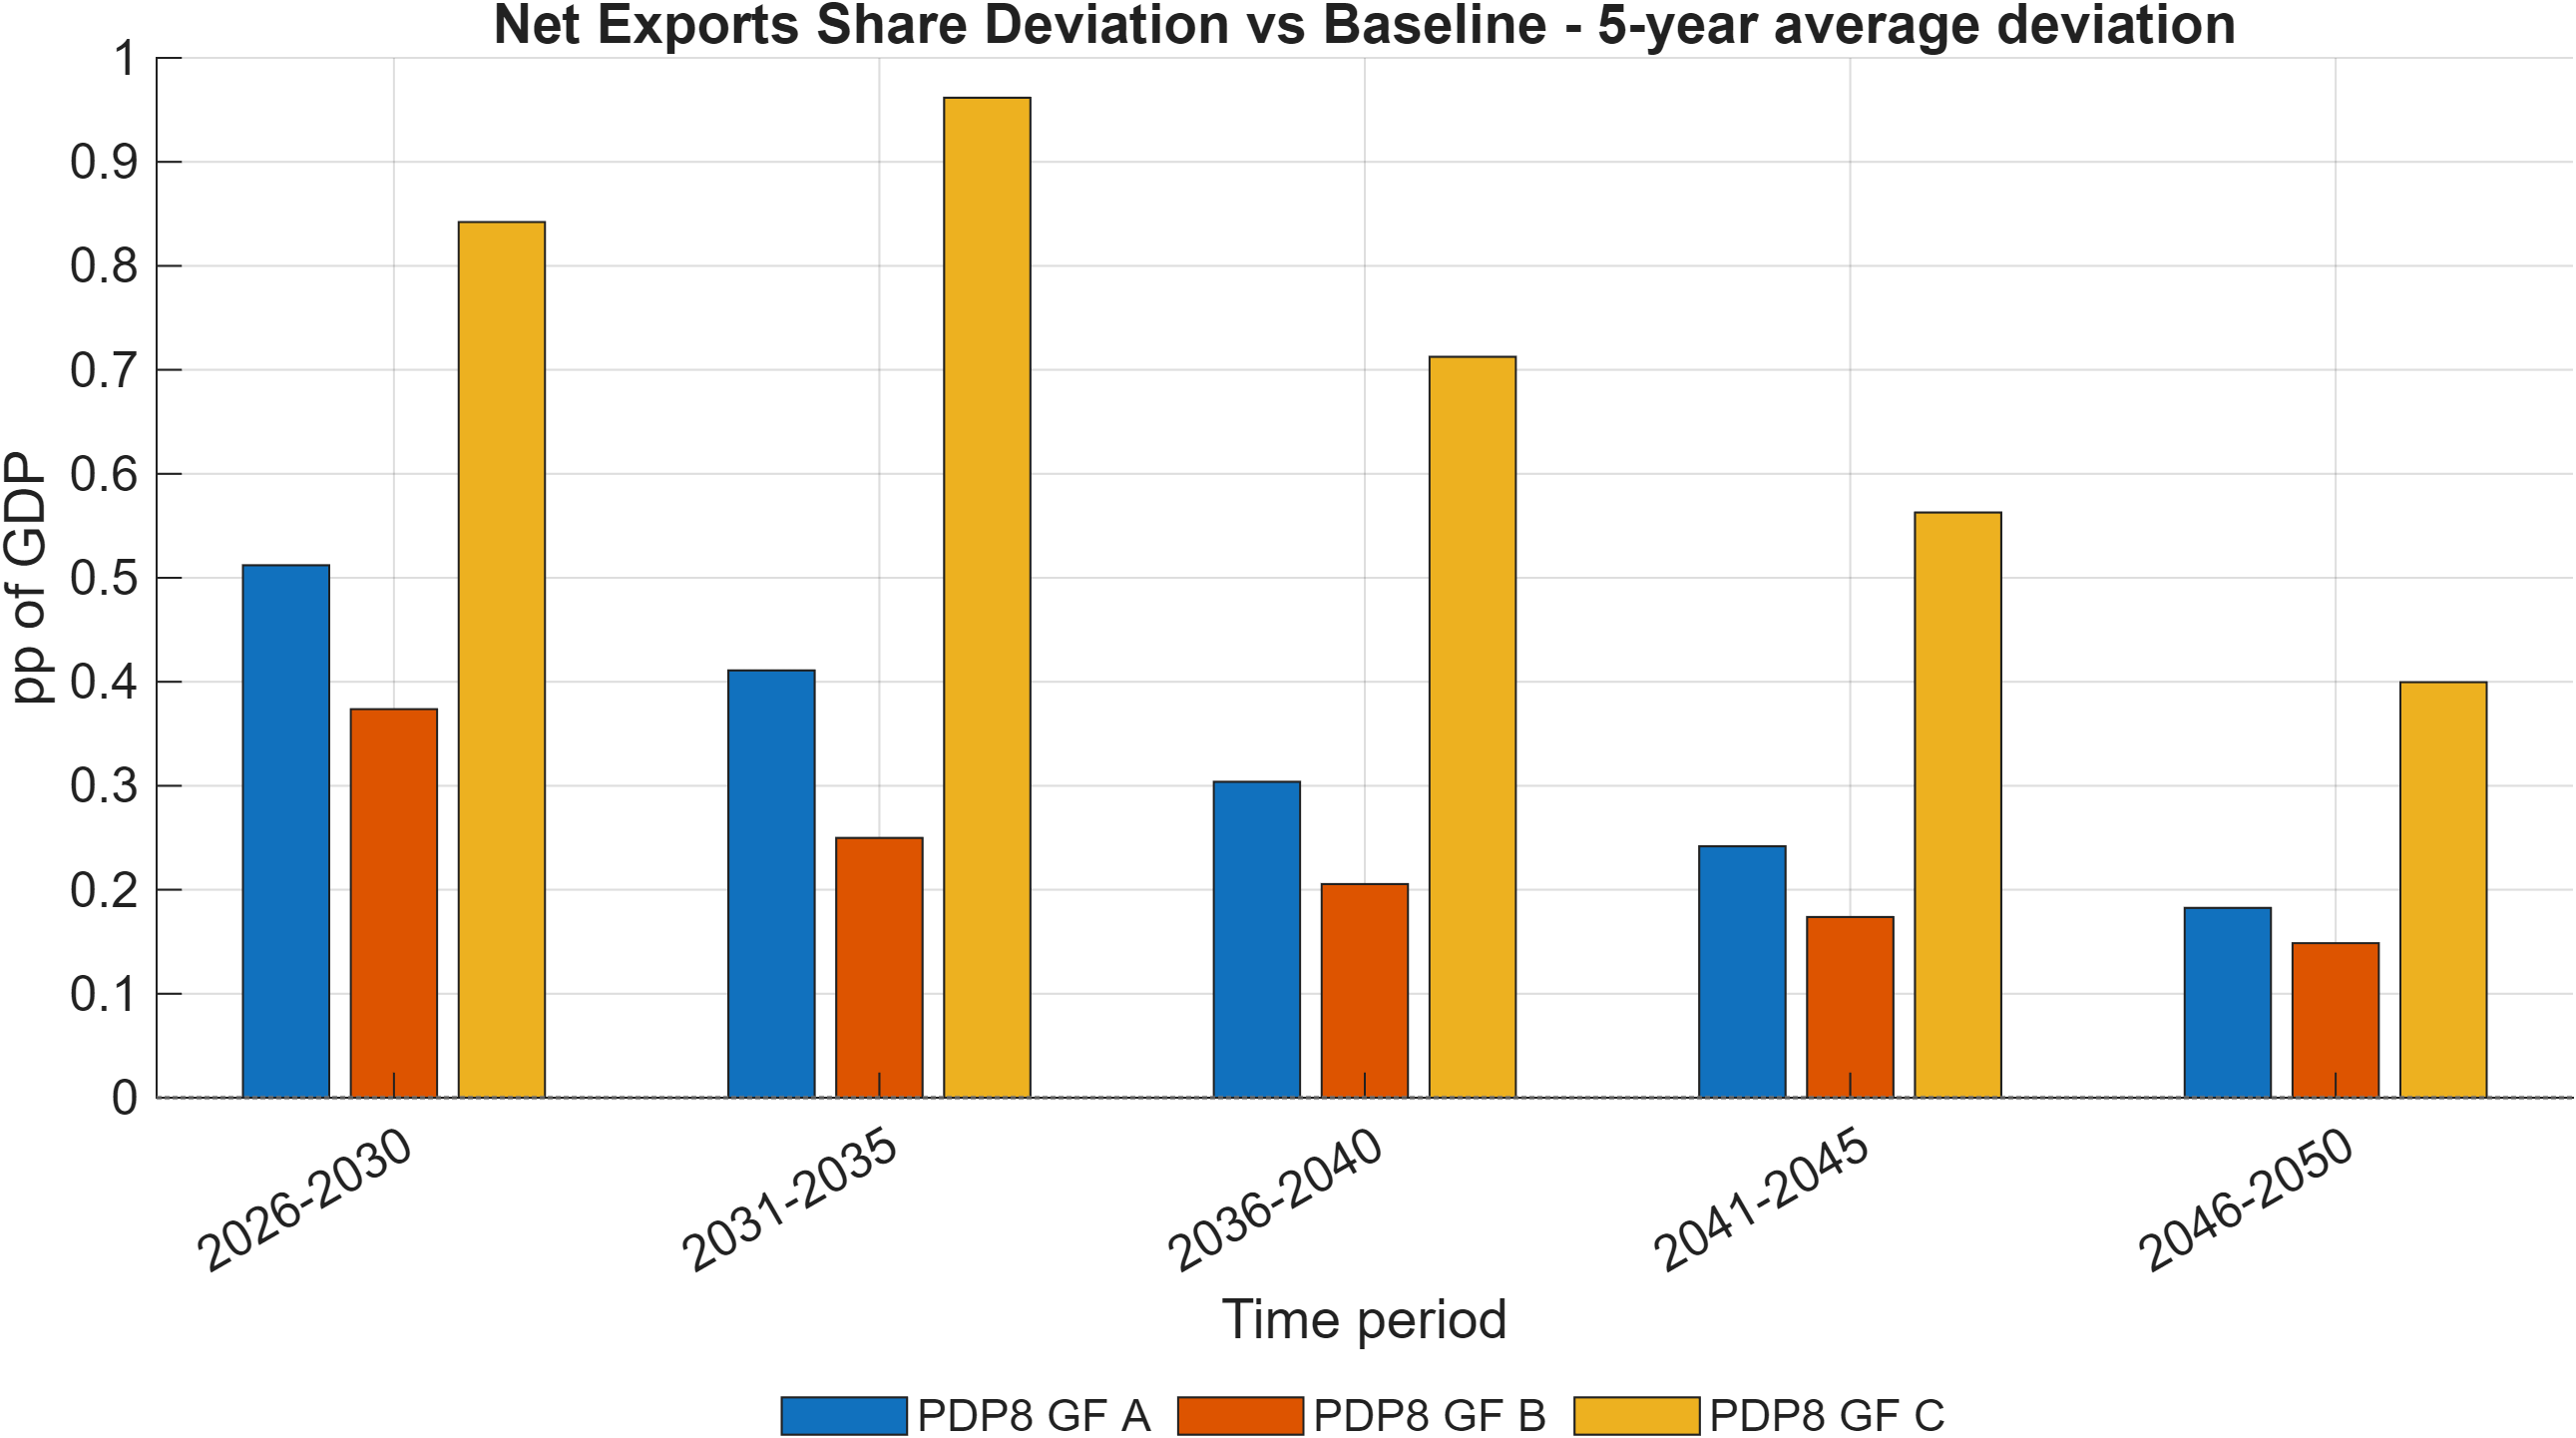 Net Exports Share Deviation vs Baseline - 5-year average deviation
pp of GDP
1
0.9
0.8
0.7
0.6
0.5
0.4
0.3
0.2
0.1
0
2026-2030
2031-2035
2036-2040
2041-2045
2046-2050
Time period
PDP8 GF A
PDP8 GF B
PDP8 GF C